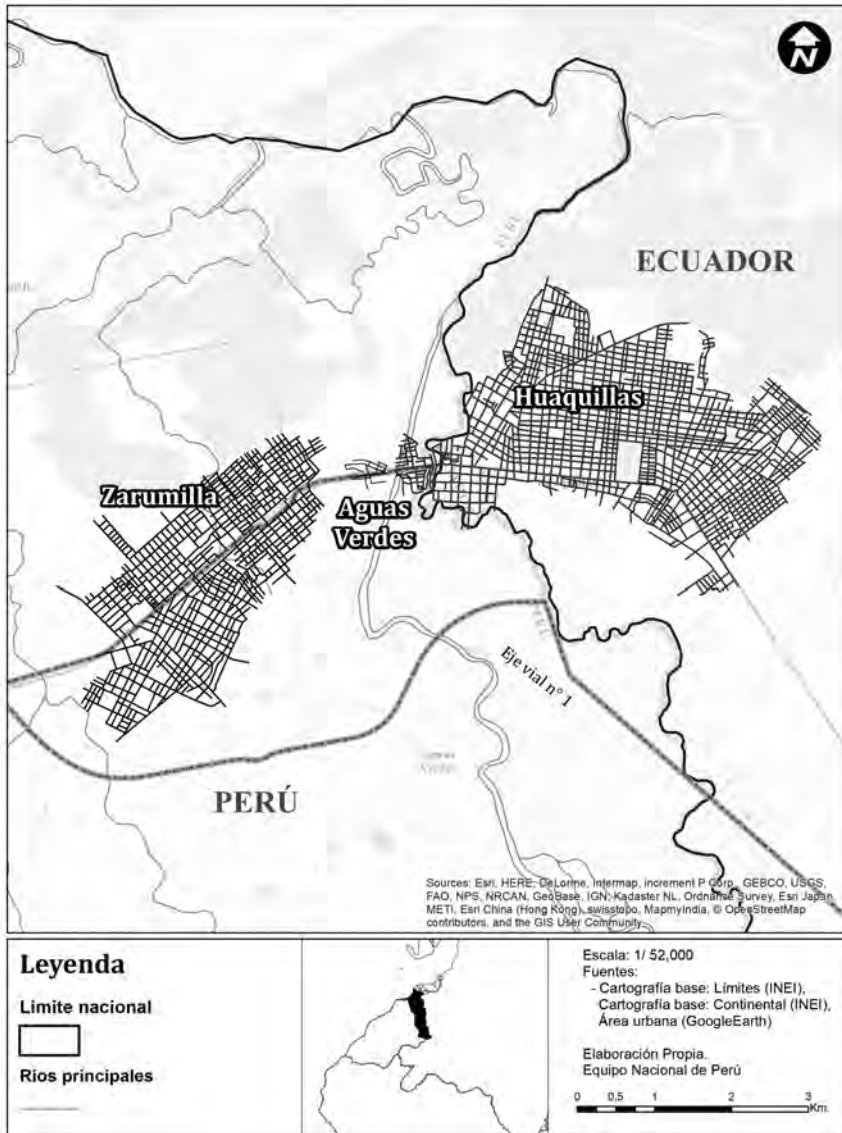 N
PERU
ECUADOR
Huaquillas
Zarumilla
Aguas
Verdes
Eje vial n° 1
PERÚ
Sources: Esri, HERE, DeLorme, Intermap, increment P Corp., GEBCO, USGS,
FAO, NPS, NRCAN, GeoBase, IGN, Kadaster NL, Ordnance Survey, Esri Japan,
METI, Esri China (Hong Kong), swisstopo, MapmyIndia, © OpenStreetMap
contributors, and the GIS User Community
Leyenda
Limite nacional
Rios principales
Escala: 1/ 52,000
Fuentes:
- Cartografía base: Límites (INEI),
Cartografía base: Continental (INEI),
Área urbana (GoogleEarth)
Elaboración Propia.
Equipo Nacional de Perú
0 0,5 1 2 3
Km.